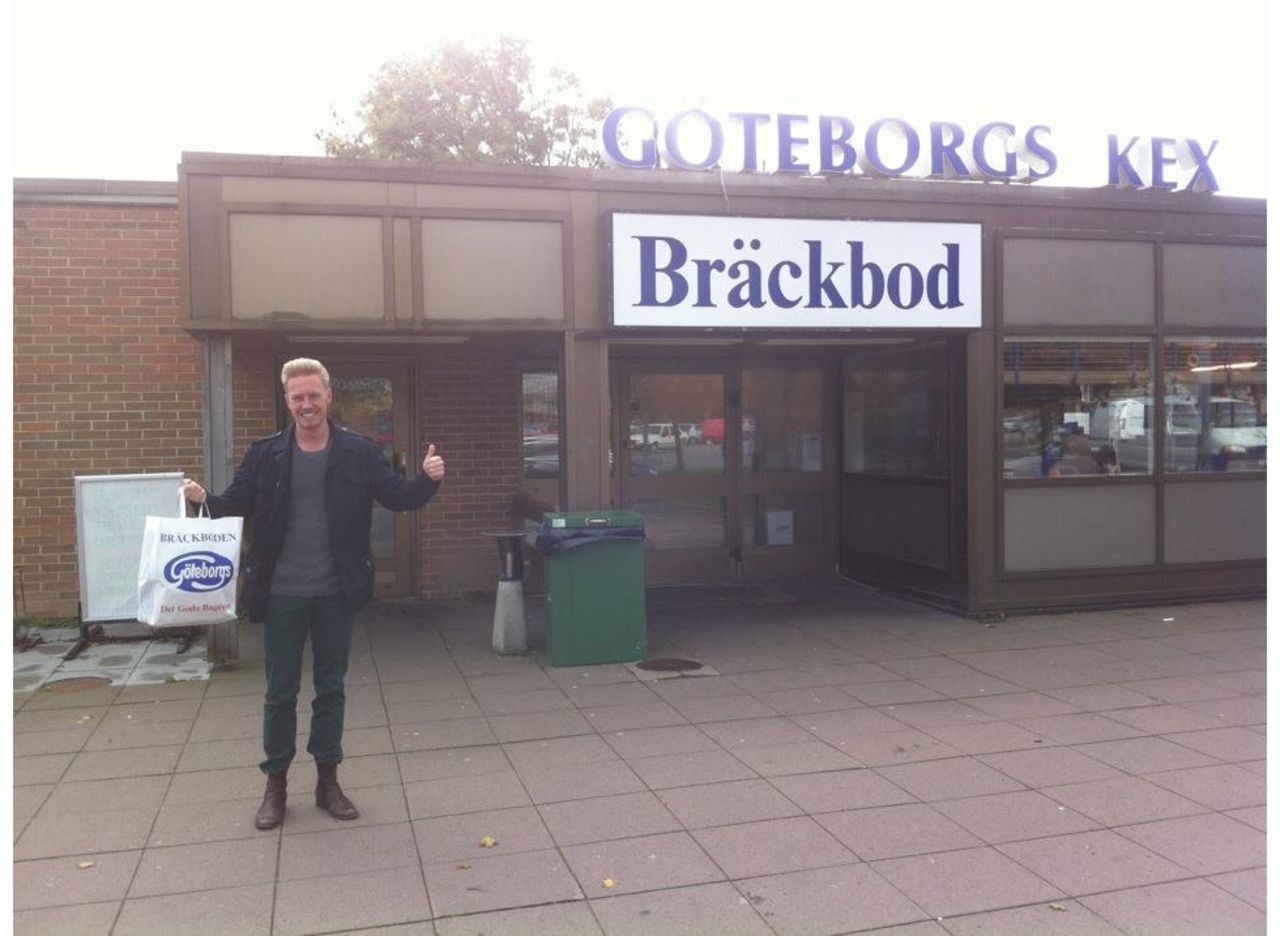 GÖTEBORGS KEX
Bräckbod
BRÄCKBODEN
Göteborgs
Det Goda Bageriet